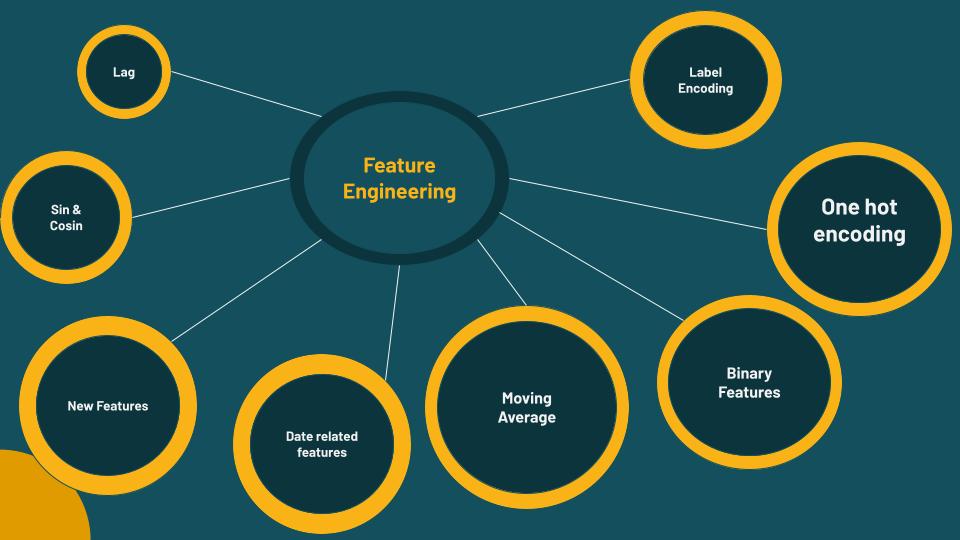 Lag
Label
Encoding
Feature
Engineering
Sin &
Cosin
One hot
encoding
New Features
Date related
features
Moving
Average
Binary
Features